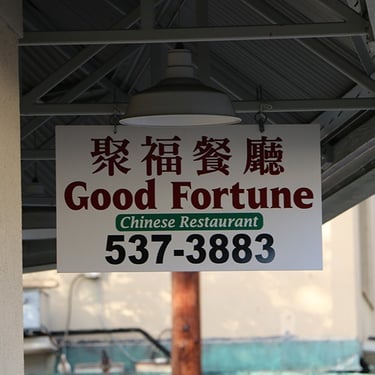 聚福餐廳
Good Fortune
Chinese Restaurant
537-3883